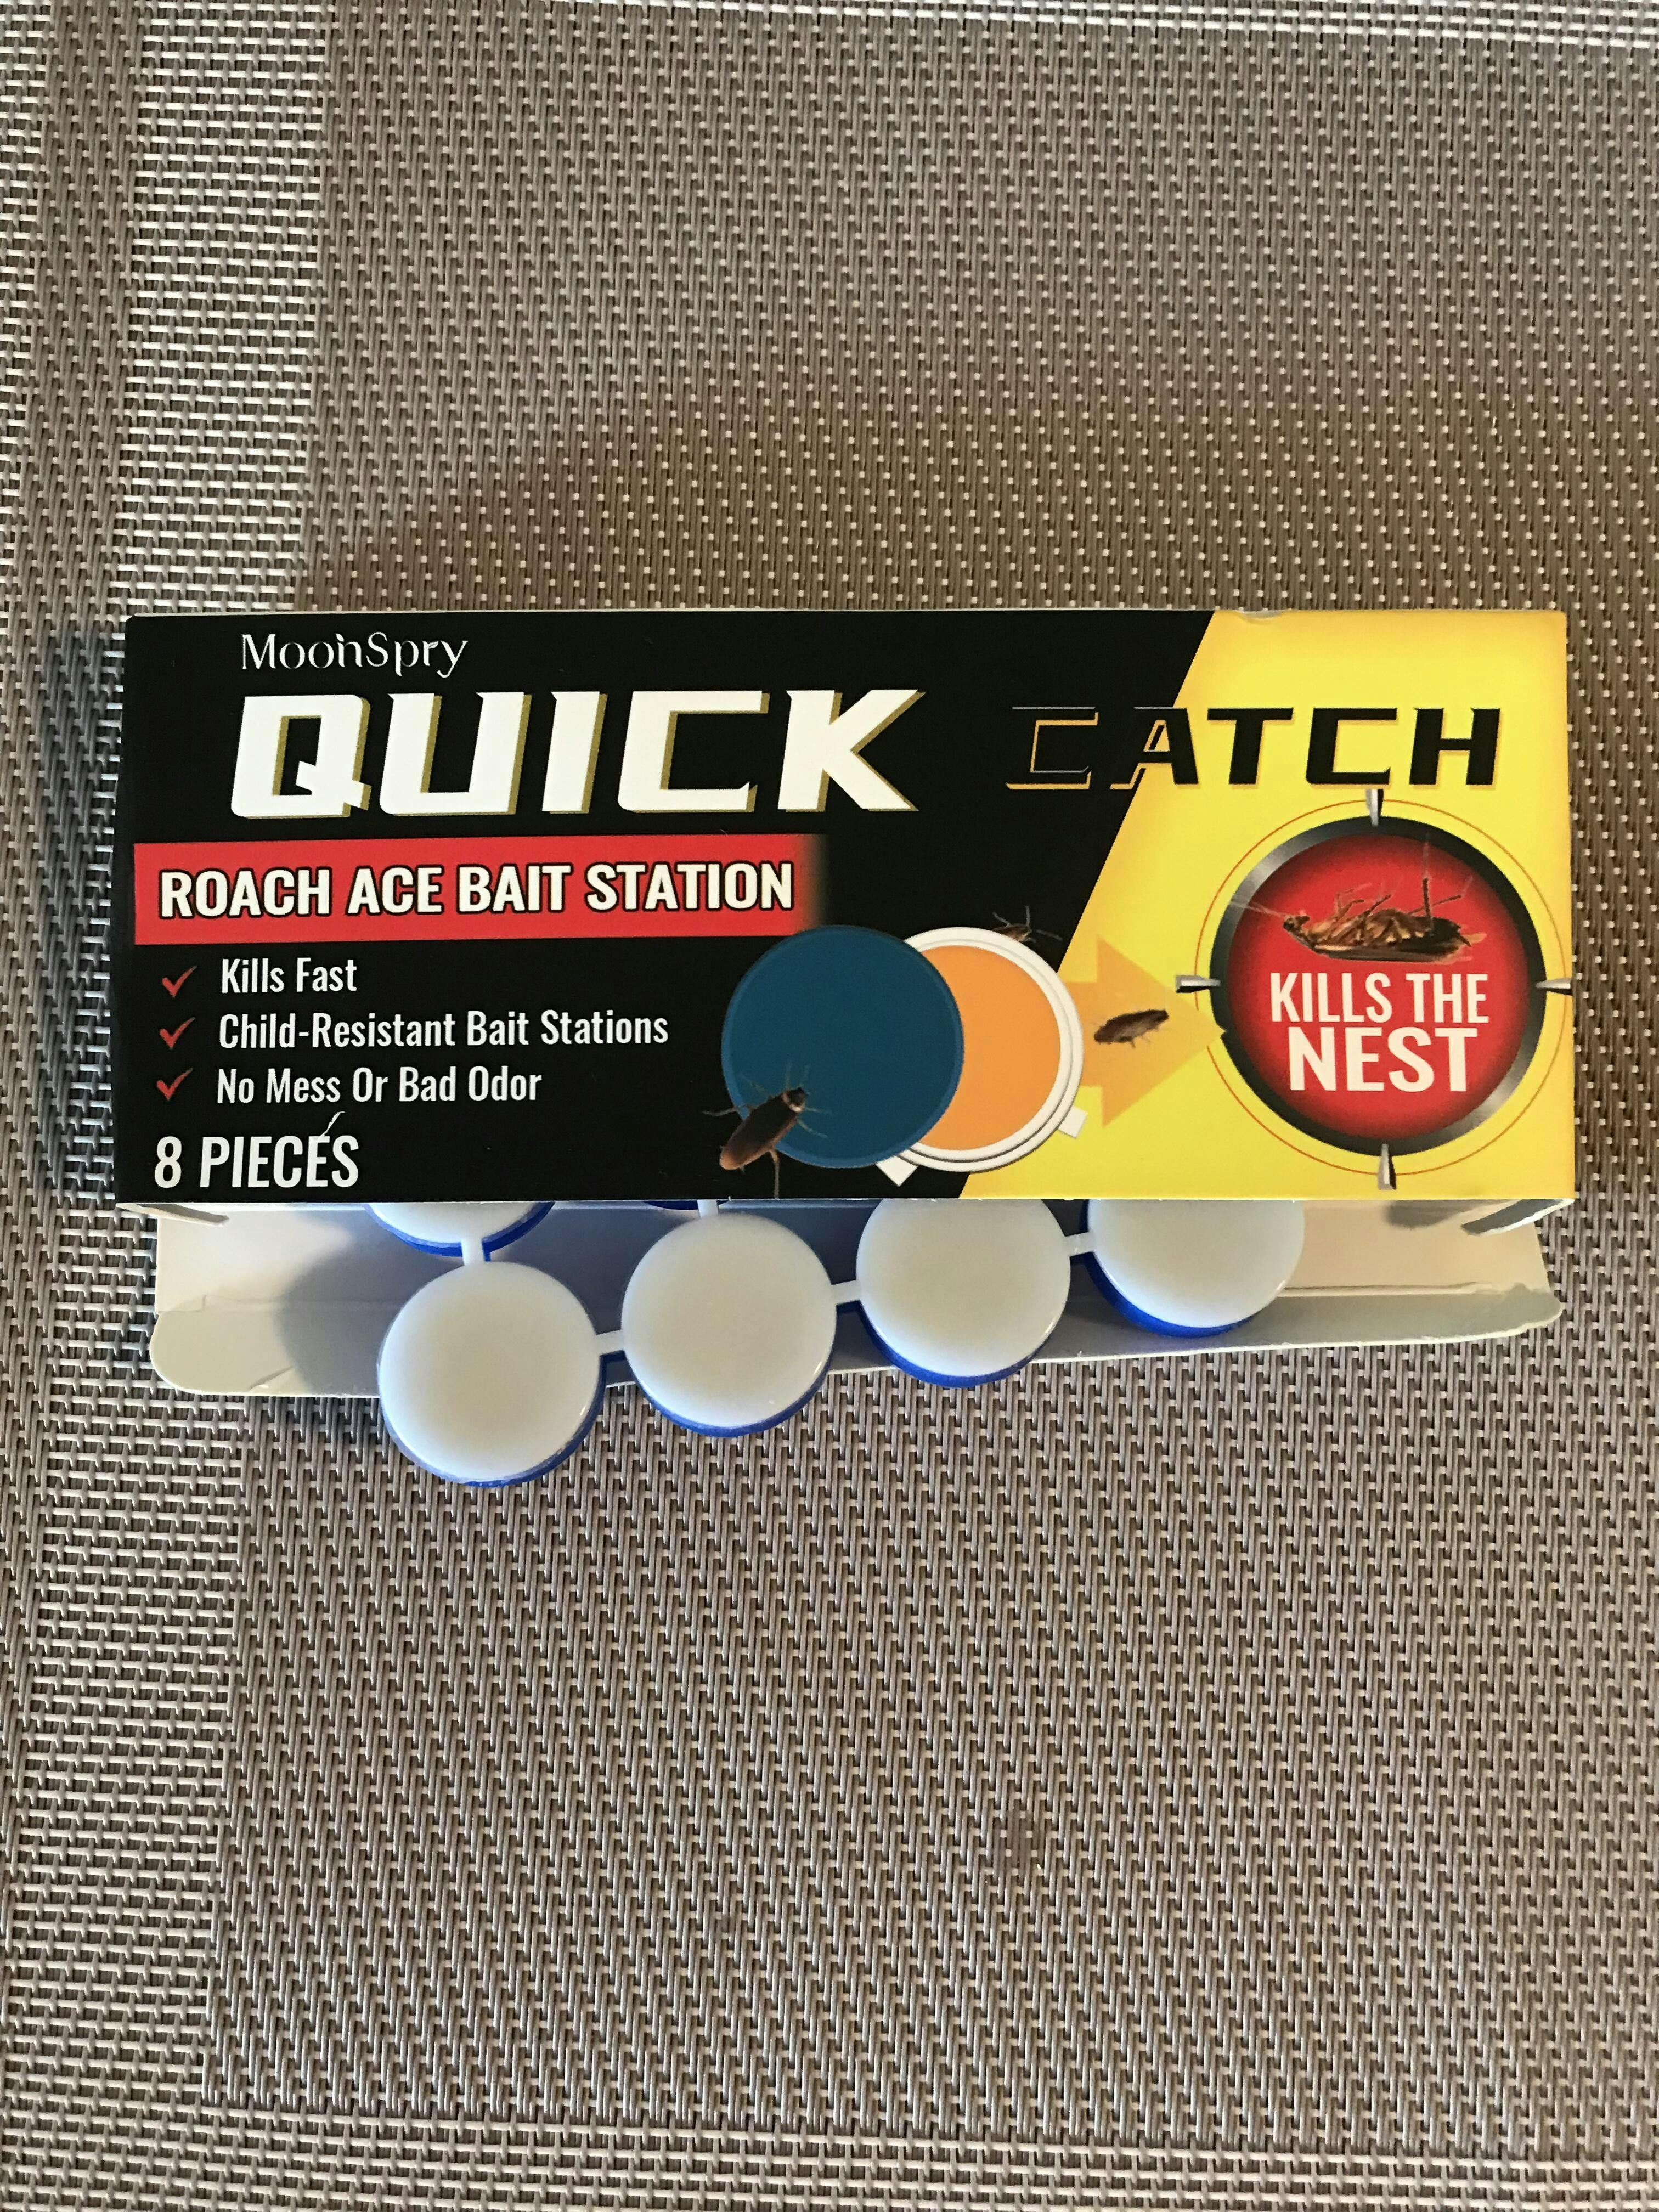 MoonSpry
QUICK CATCH
ROACH ACE BAIT STATION
Kills Fast
Child-Resistant Bait Stations
No Mess Or Bad Odor
8 PIECES
KILLS THE
NEST